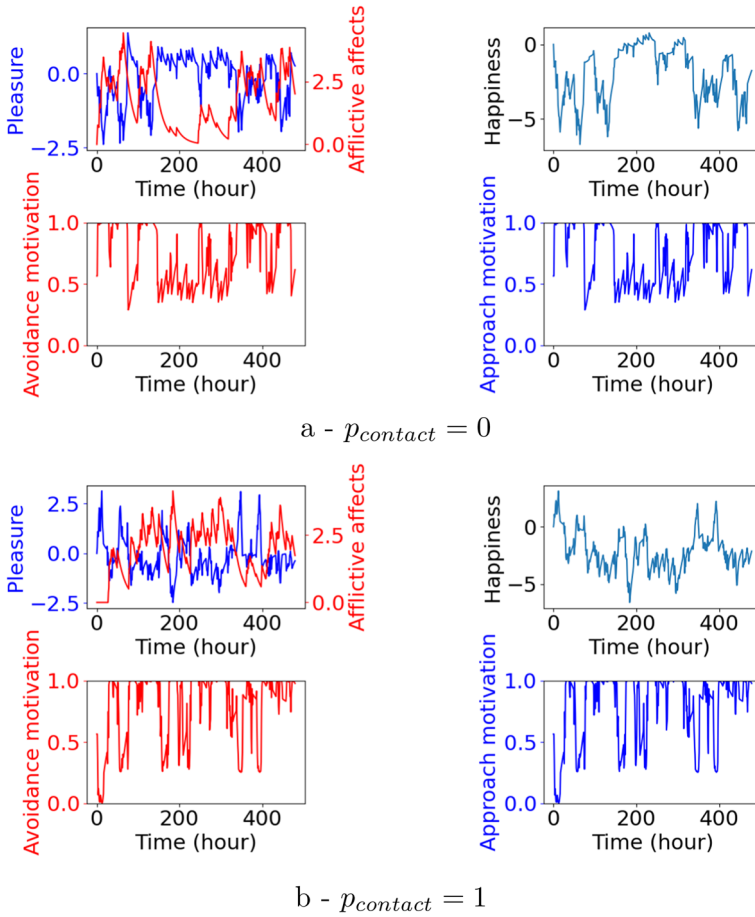 Pleasure
0.0
−2.5
Afflictive affects
2.5
0.0
0 200 400
Time (hour)
Happiness
0
−5
0 200 400
Time (hour)
Avoidance motivation
1.0
0.5
0.0
0 200 400
Time (hour)
Approach motivation
1.0
0.5
0.0
0 200 400
Time (hour)
a - p_contact = 0
Pleasure
2.5
0.0
−2.5
Afflictive affects
2.5
0.0
0 200 400
Time (hour)
Happiness
0
−5
0 200 400
Time (hour)
Avoidance motivation
1.0
0.5
0.0
0 200 400
Time (hour)
Approach motivation
1.0
0.5
0.0
0 200 400
Time (hour)
b - p_contact = 1